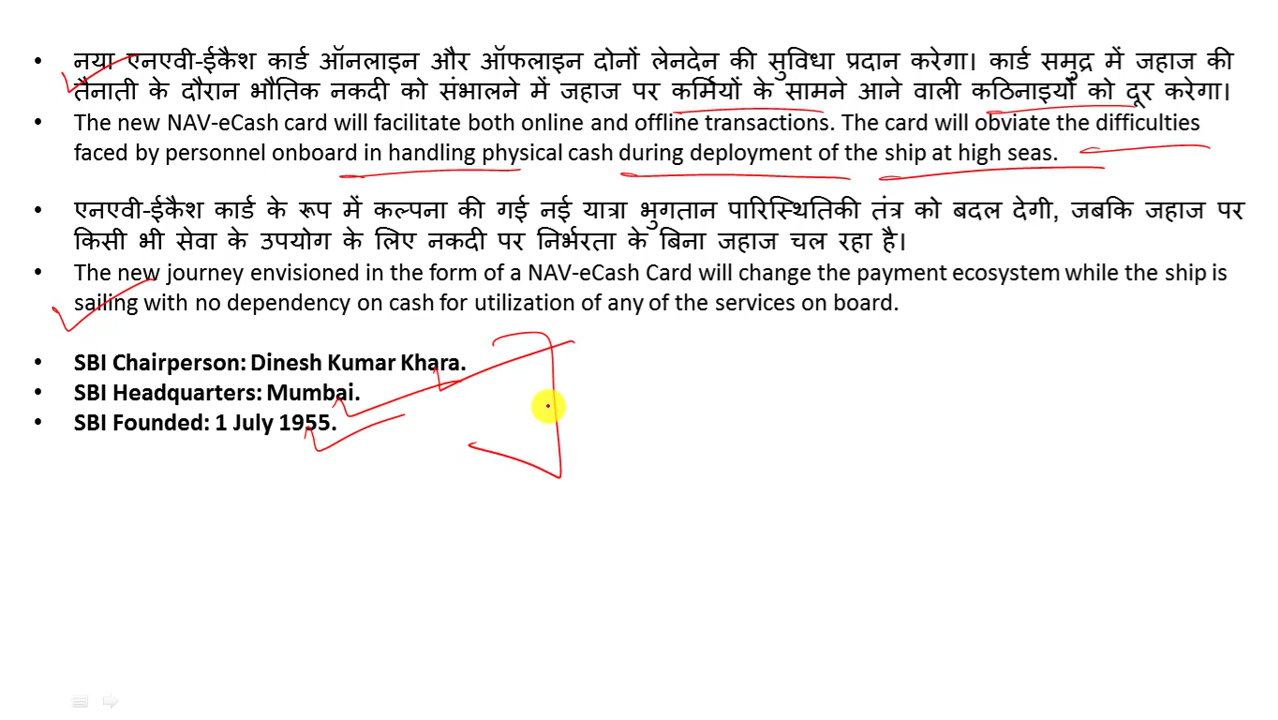 नया एनएवी-ईकैश कार्ड ऑनलाइन और ऑफलाइन दोनों लेनदेन की सुविधा प्रदान करेगा। कार्ड समुद्र में जहाज की
तैनाती के दौरान भौतिक नकदी को संभालने में जहाज पर कर्मियों के सामने आने वाली कठिनाइयों को दूर करेगा।
The new NAV-eCash card will facilitate both online and offline transactions. The card will obviate the difficulties
faced by personnel onboard in handling physical cash during deployment of the ship at high seas.
एनएवी-ईकैश कार्ड के रूप में कल्पना की गई नई यात्रा भुगतान पारिस्थितिकी तंत्र को बदल देगी, जबकि जहाज पर
किसी भी सेवा के उपयोग के लिए नकदी पर निर्भरता के बिना जहाज चल रहा है।
The new journey envisioned in the form of a NAV-eCash Card will change the payment ecosystem while the ship is
sailing with no dependency on cash for utilization of any of the services on board.
SBI Chairperson: Dinesh Kumar Khara.
SBI Headquarters: Mumbai.
SBI Founded: 1 July 1955.